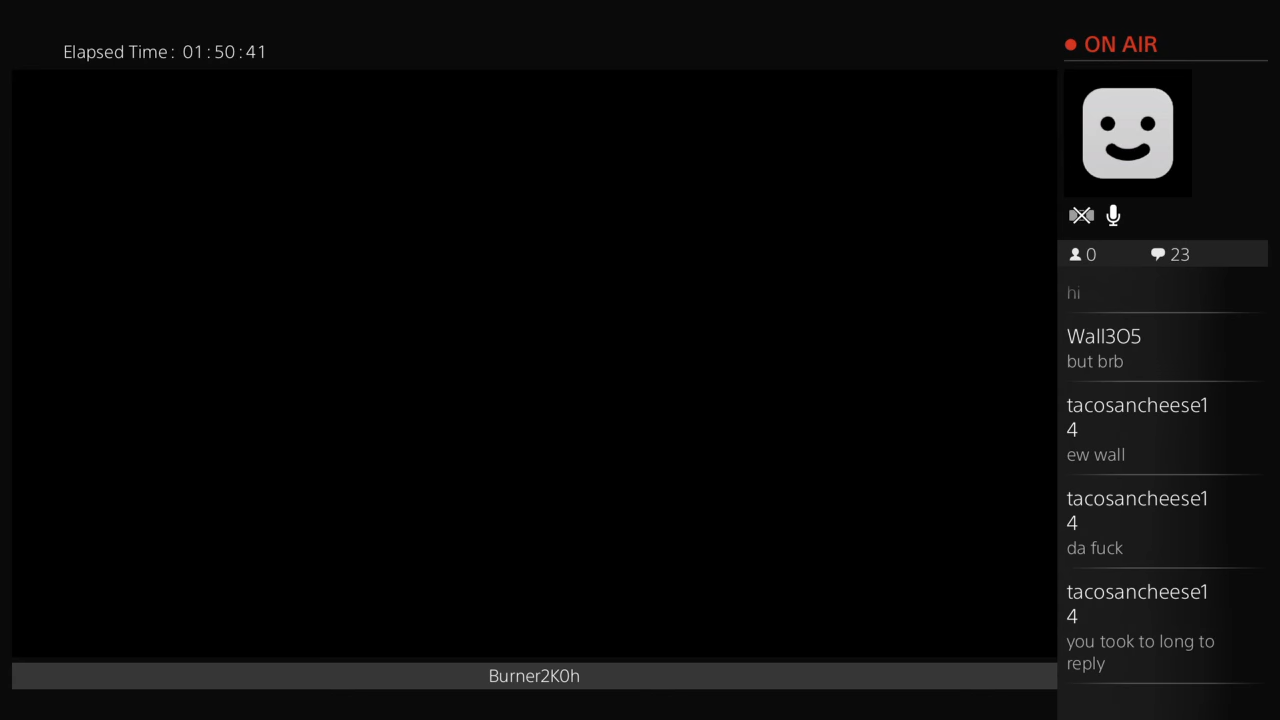 Elapsed Time: 01:50:41
ON AIR
0 23
hi
Wall3O5
but brb
tacosancheese1
4
ew wall
tacosancheese1
4
da fuck
tacosancheese1
4
you took to long to
reply
Burner2K0h